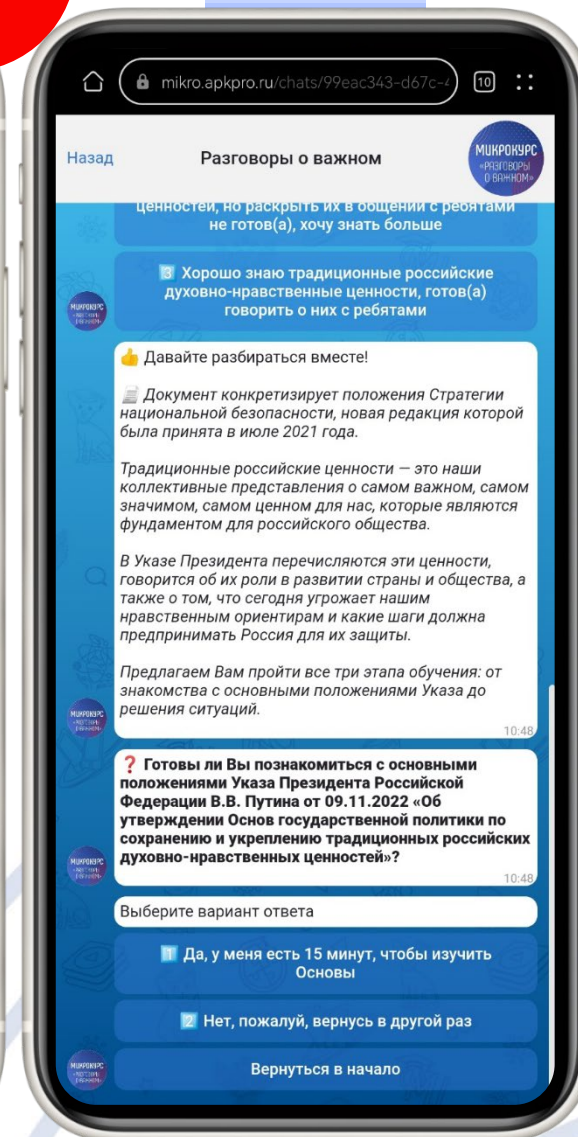 mikro.apkpro.ru/chats/99eac343-d67c-4
10
Назад
Разговоры о важном
МИКРОКУРС
«РАЗГОВОРЫ
О ВАЖНОМ»
ценностей, но раскрыть их в общении с ребятами
не готов(а), хочу знать больше
3 Хорошо знаю традиционные российские
духовно-нравственные ценности, готов(а)
говорить о них с ребятами
👍 Давайте разбираться вместе!
Документ конкретизирует положения Стратегии
национальной безопасности, новая редакция которой
была принята в июле 2021 года.
Традиционные российские ценности — это наши
коллективные представления о самом важном, самом
значимом, самом ценном для нас, которые являются
фундаментом для российского общества.
В Указе Президента перечисляются эти ценности,
говорится об их роли в развитии страны и общества, а
также о том, что сегодня угрожает нашим
нравственным ориентирам и какие шаги должна
предпринимать Россия для их защиты.
Предлагаем Вам пройти все три этапа обучения: от
знакомства с основными положениями Указа до
решения ситуаций.
10:48
❓ Готовы ли Вы познакомиться с основными
положениями Указа Президента Российской
Федерации В.В. Путина от 09.11.2022 «Об
утверждении Основ государственной политики по
сохранению и укреплению традиционных российских
духовно-нравственных ценностей»?
10:48
Выберите вариант ответа
1 Да, у меня есть 15 минут, чтобы изучить
Основы
2 Нет, пожалуй, вернусь в другой раз
Вернуться в начало